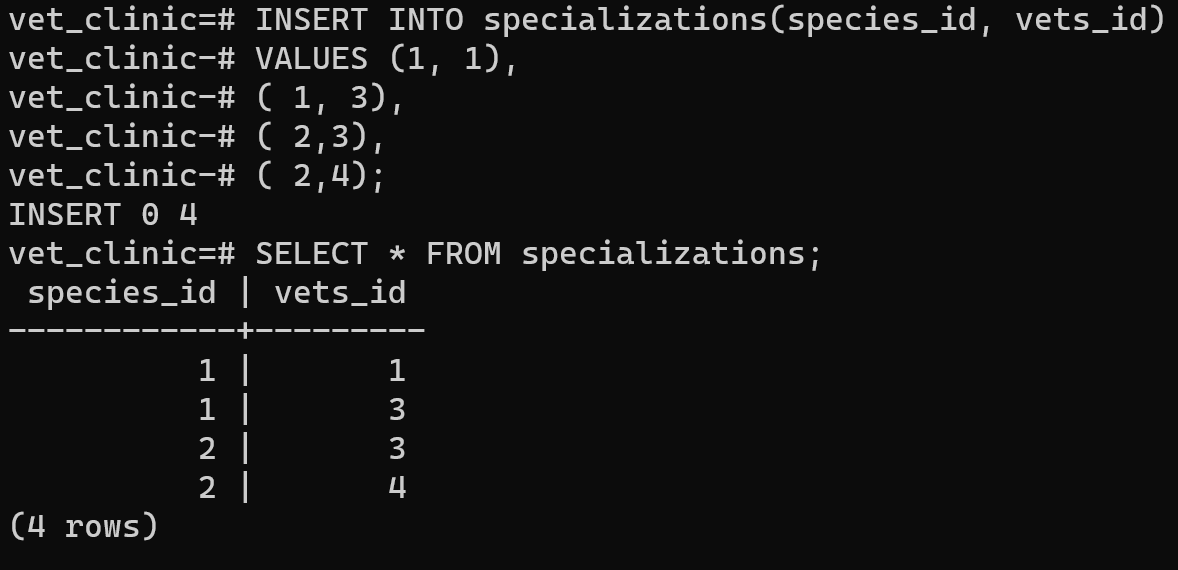 vet_clinic=# INSERT INTO specializations(species_id, vets_id)
vet_clinic-# VALUES (1, 1),
vet_clinic-# ( 1, 3),
vet_clinic-# ( 2,3),
vet_clinic-# ( 2,4);
INSERT 0 4
vet_clinic=# SELECT * FROM specializations;
 species_id | vets_id
------------+---------
          1 |       1
          1 |       3
          2 |       3
          2 |       4
(4 rows)